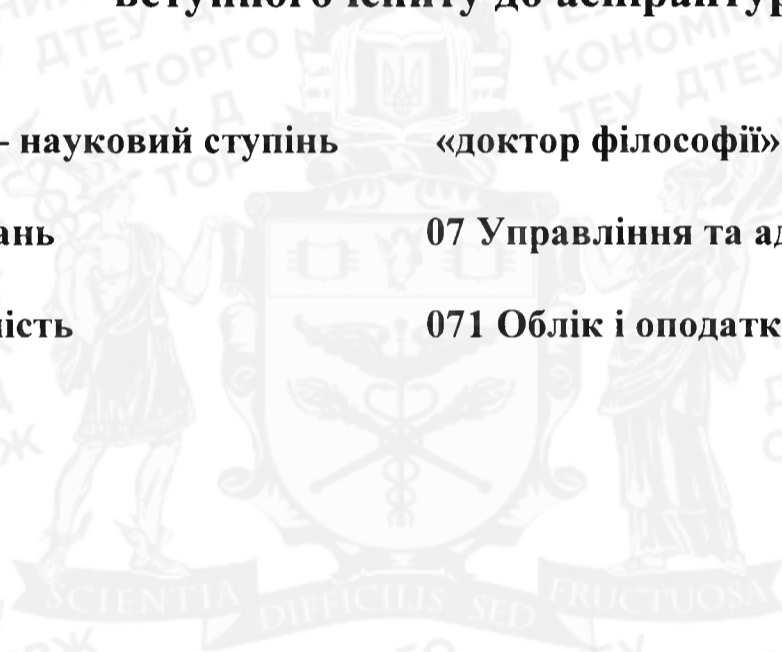 вступного іспиту до аспірантур
– науковий ступінь «доктор філософії»
ань 07 Управління та ад
ність 071 Облік і оподатк
SCIENTIA DIFFICILIS SED FRUCTUOSA